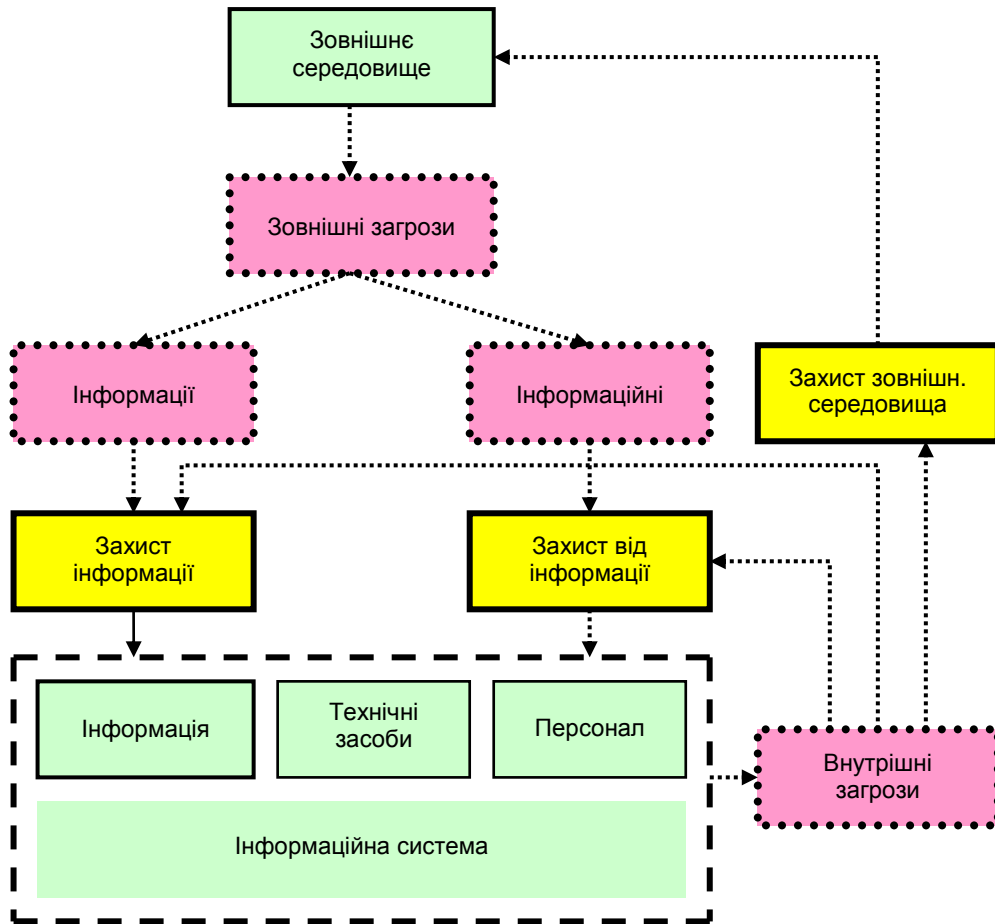 Зовнішнє
середовище
Зовнішні загрози
Інформації
Інформаційні
Захист зовнішн.
середовища
Захист
інформації
Захист від
інформації
Інформація
Технічні
засоби
Персонал
Внутрішні
загрози
Інформаційна система